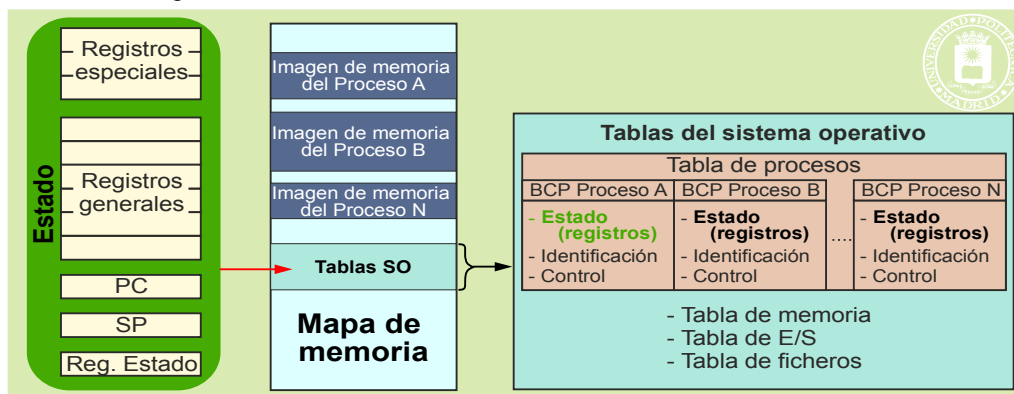 Estado
Registros
especiales
Registros
generales
PC
SP
Reg. Estado
Imagen de memoria
del Proceso A
Imagen de memoria
del Proceso B
Imagen de memoria
del Proceso N
Tablas SO
Mapa de
memoria
UNIVERSIDAD POLITÉCNICA
MADRID
Tablas del sistema operativo
Tabla de procesos
BCP Proceso A
- Estado
(registros)
- Identificación
- Control
BCP Proceso B
- Estado
(registros)
- Identificación
- Control
....
BCP Proceso N
- Estado
(registros)
- Identificación
- Control
- Tabla de memoria
- Tabla de E/S
- Tabla de ficheros